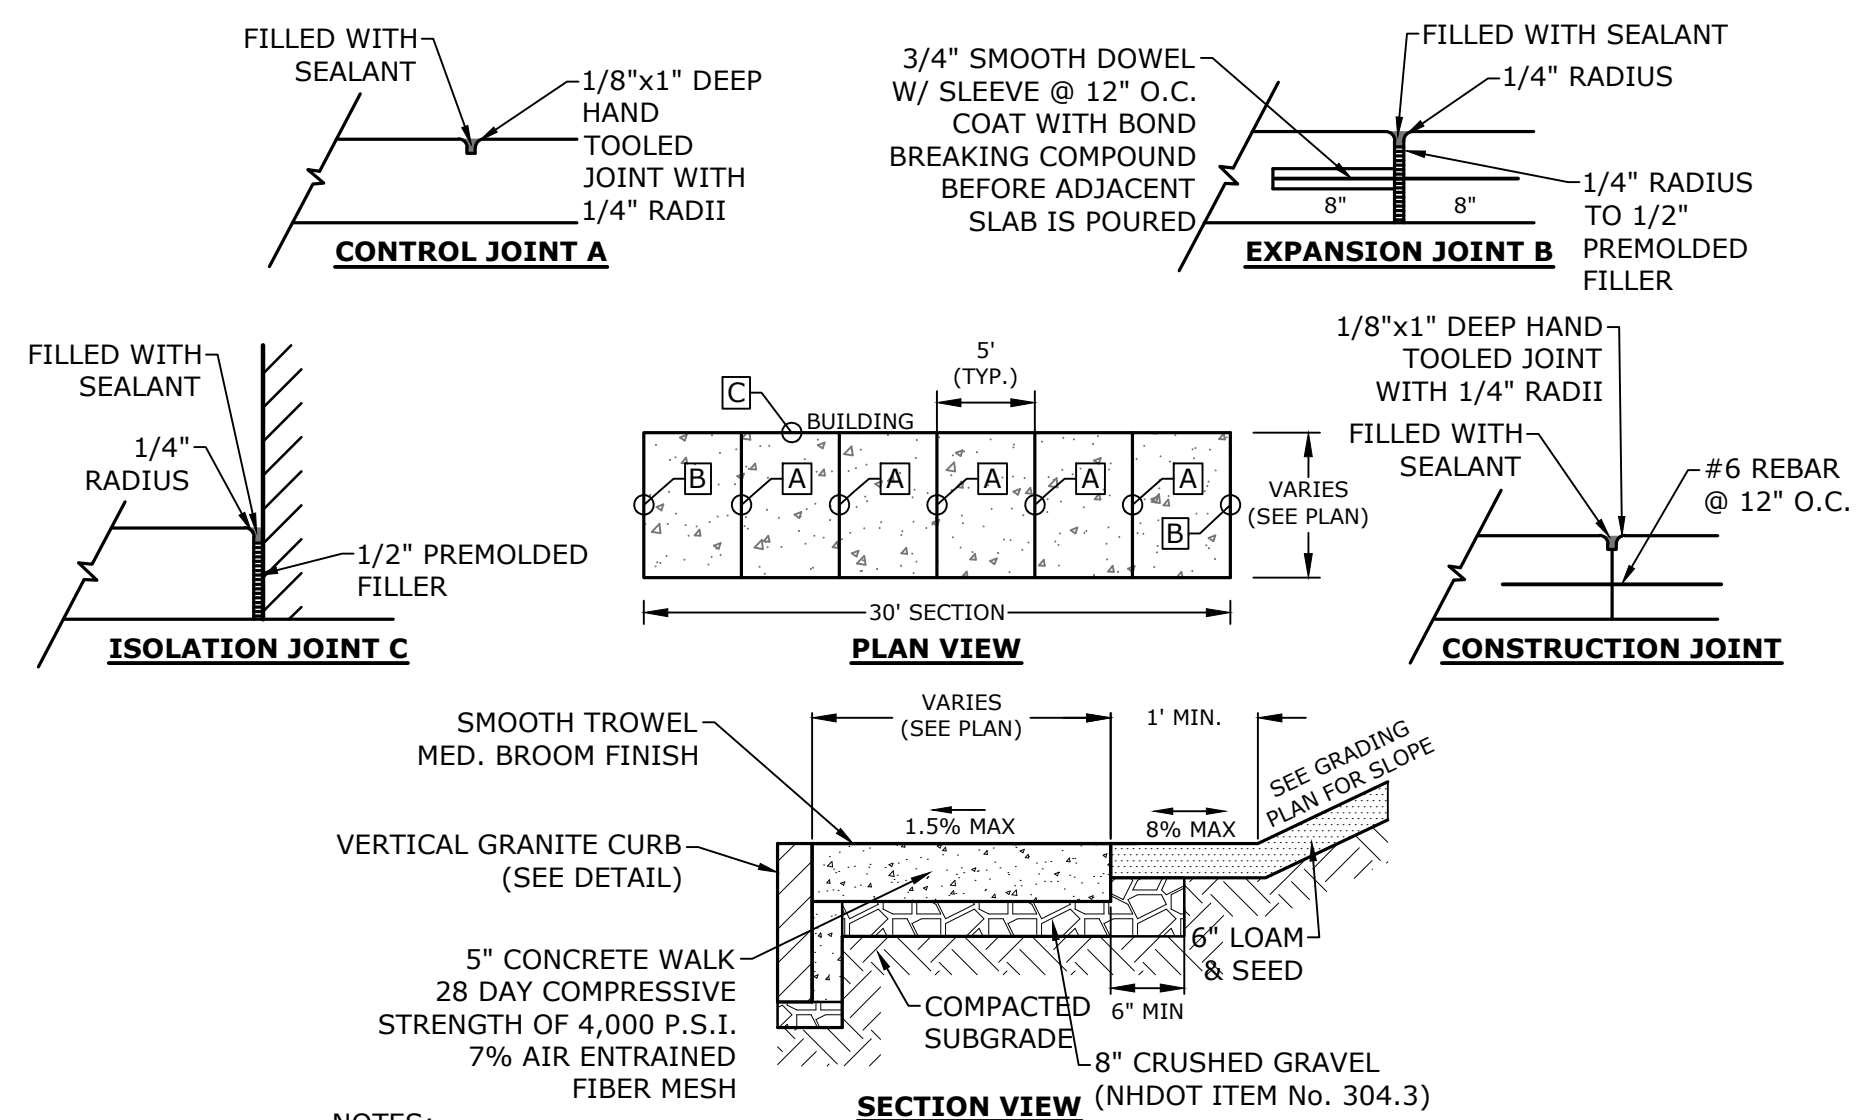 FILLED WITH
SEALANT
1/8"x1" DEEP
HAND
TOOLED
JOINT WITH
1/4" RADII
CONTROL JOINT A
3/4" SMOOTH DOWEL
W/ SLEEVE @ 12" O.C.
COAT WITH BOND
BREAKING COMPOUND
BEFORE ADJACENT
SLAB IS POURED
FILLED WITH SEALANT
1/4" RADIUS
1/4" RADIUS
TO 1/2"
PREMOLDED
FILLER
8" 8"
EXPANSION JOINT B
FILLED WITH
SEALANT
1/4"
RADIUS
1/2" PREMOLDED
FILLER
ISOLATION JOINT C
5'
(TYP.)
C
BUILDING
B A A A A A
B
VARIES
(SEE PLAN)
30' SECTION
PLAN VIEW
1/8"x1" DEEP HAND
TOOLED JOINT
WITH 1/4" RADII
FILLED WITH
SEALANT
#6 REBAR
@ 12" O.C.
CONSTRUCTION JOINT
SMOOTH TROWEL
MED. BROOM FINISH
VARIES
(SEE PLAN)
1' MIN.
SEE GRADING
PLAN FOR SLOPE
1.5% MAX
8% MAX
VERTICAL GRANITE CURB
(SEE DETAIL)
5" CONCRETE WALK
28 DAY COMPRESSIVE
STRENGTH OF 4,000 P.S.I.
7% AIR ENTRAINED
FIBER MESH
COMPACTED
SUBGRADE
6" MIN
6" LOAM
& SEED
8" CRUSHED GRAVEL
(NHDOT ITEM No. 304.3)
SECTION VIEW
NOTES: